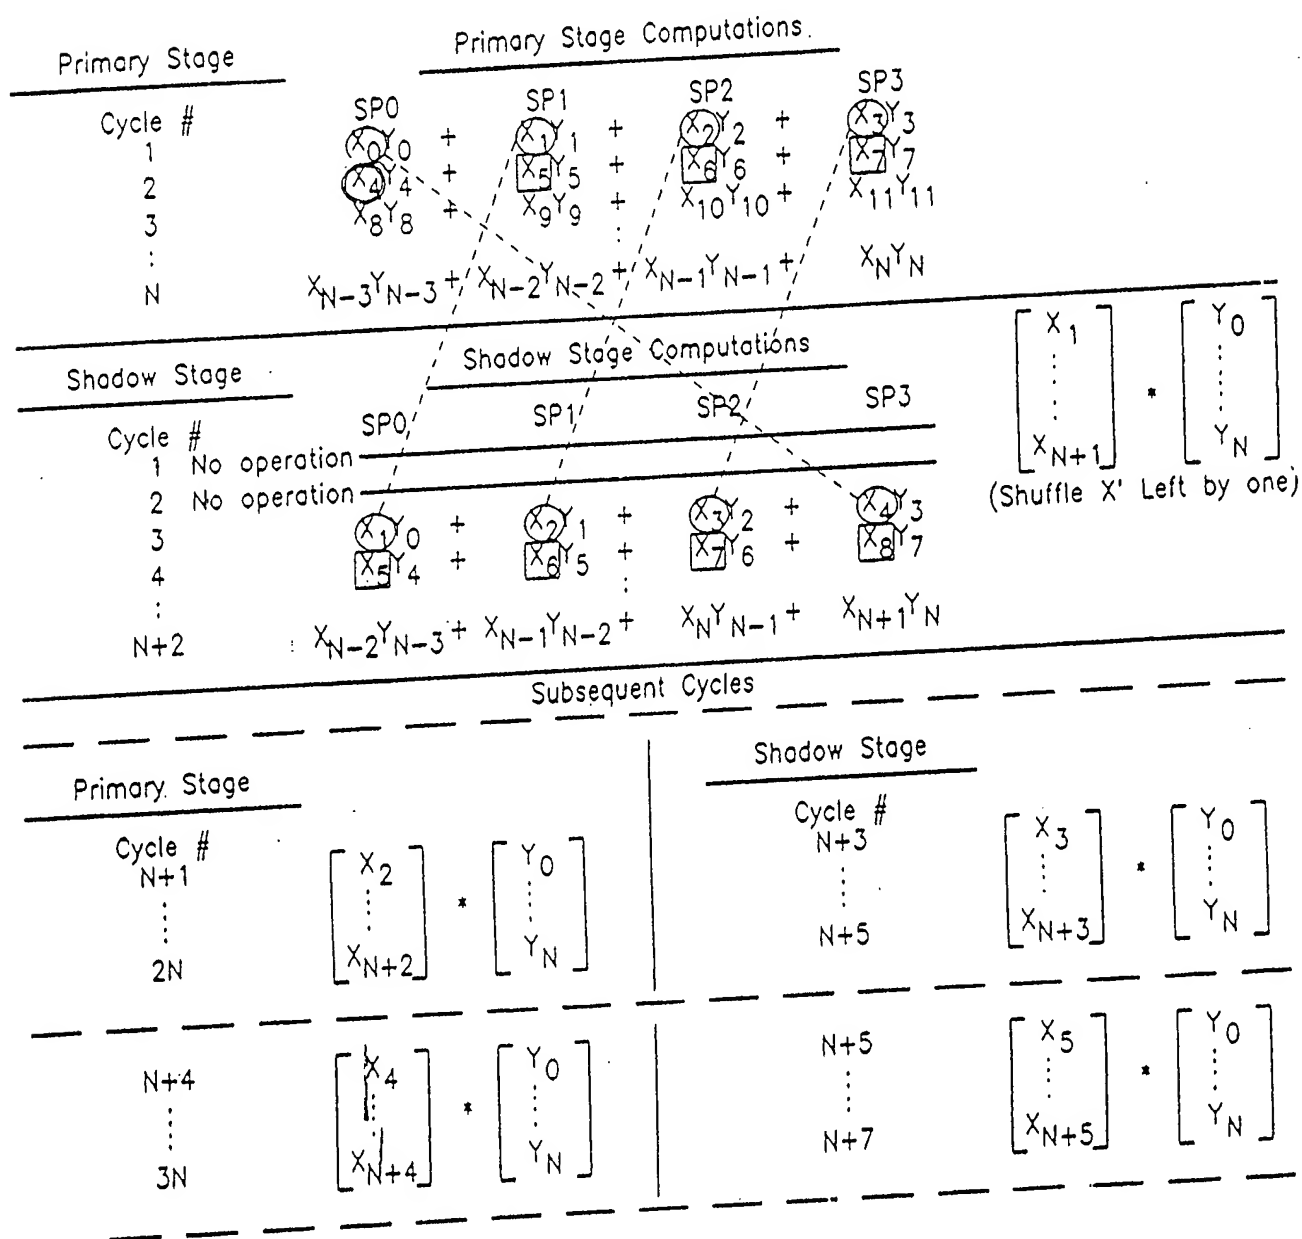 Primary Stage
Primary Stage Computations
Cycle #
SP0 SP1 SP2 SP3
1 X0Y0 + X1Y1 + X2Y2 + X3Y3
2 X4Y4 + X5Y5 + X6Y6 + X7Y7
3 X8Y8 + X9Y9 + X10Y10 + X11Y11
⋮ ⋮
N XN-3YN-3 + XN-2YN-2 + XN-1YN-1 + XNYN
Shadow Stage
Shadow Stage Computations
Cycle #
SP0 SP1 SP2 SP3
1 No operation
2 No operation
3 X1Y0 + X2Y1 + X3Y2 + X4Y3
4 X5Y4 + X6Y5 + X7Y6 + X8Y7
⋮ ⋮
N+2 XN-2YN-3 + XN-1YN-2 + XNYN-1 + XN+1YN
[X1 ⋮ XN+1] * [Y0 ⋮ YN]
(Shuffle X' Left by one)
Subsequent Cycles
Primary Stage
Cycle #
N+1
⋮
2N
[X2 ⋮ XN+2] * [Y0 ⋮ YN]
Shadow Stage
Cycle #
N+3
⋮
N+5
[X3 ⋮ XN+3] * [Y0 ⋮ YN]
N+4
⋮
3N
[X4 ⋮ XN+4] * [Y0 ⋮ YN]
N+5
⋮
N+7
[X5 ⋮ XN+5] * [Y0 ⋮ YN]